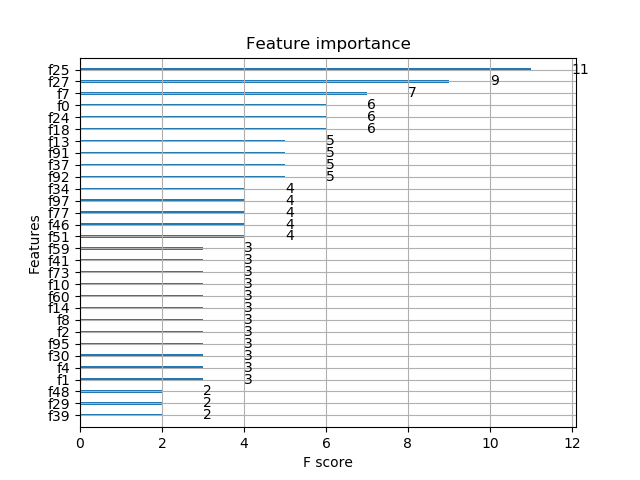 Feature importance
f25 11
f27 9
f7 7
f0 6
f24 6
f18 6
f13 5
f91 5
f37 5
f92 5
f34 4
f97 4
f77 4
f46 4
f51 4
f59 3
f41 3
f73 3
f10 3
f60 3
f14 3
f8 3
f2 3
f95 3
f30 3
f4 3
f1 3
f48 2
f29 2
f39 2
Features
0 2 4 6 8 10 12
F score